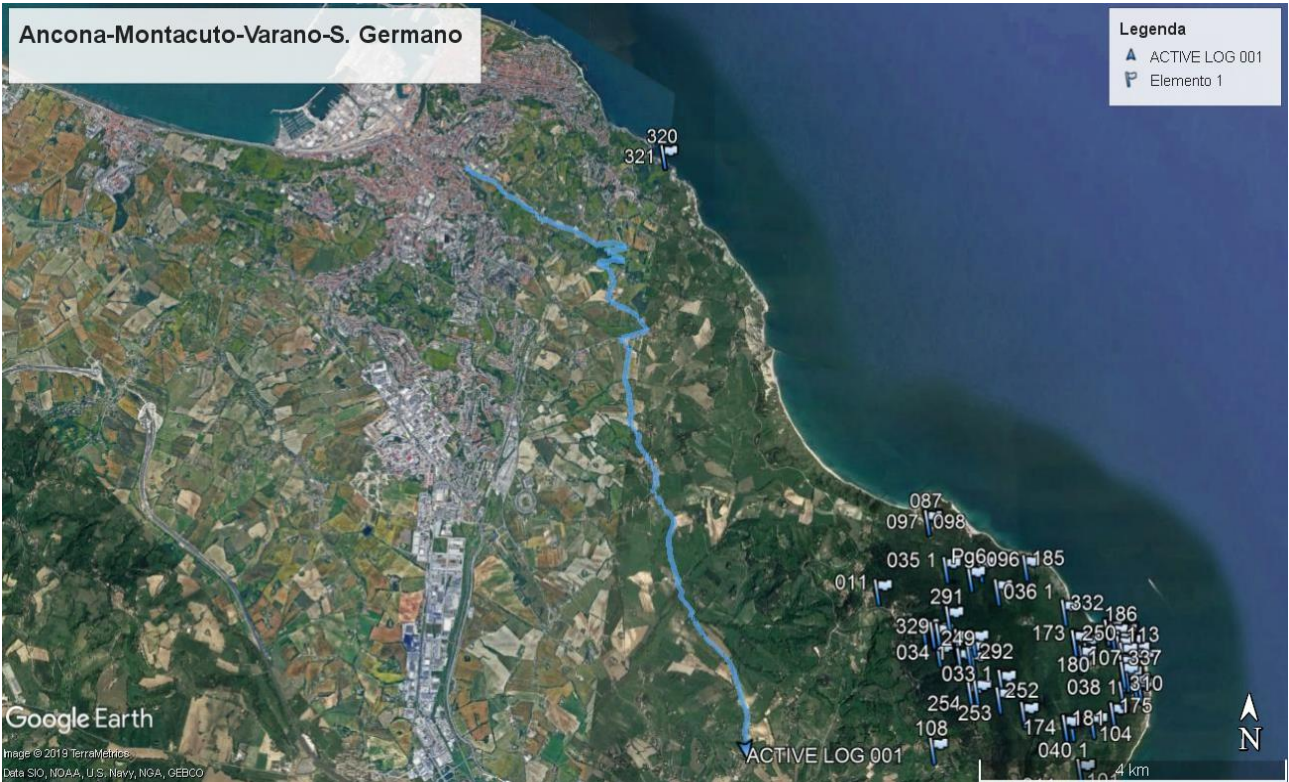 Ancona-Montacuto-Varano-S. Germano
Legenda
ACTIVE LOG 001
Elemento 1
320
321
087
097 098
035 1 Pg6 096 185
011 036 1
291 332
186
329 249 173 250 113
034 1 292 180 107 337
033 1 038 1 310
254 252 175
253 174 181 104
108 040 1
ACTIVE LOG 001
4 km
N
Google Earth
Image © 2019 TerraMetrics
Data SIO, NOAA, U.S. Navy, NGA, GEBCO